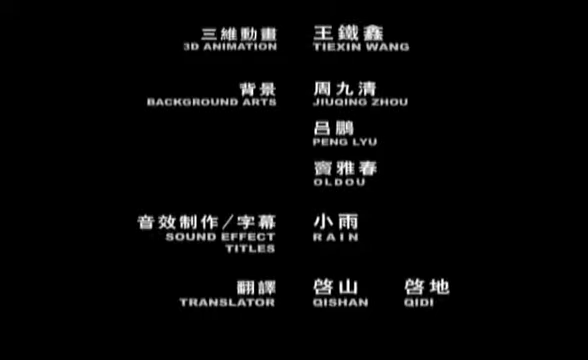 三維動畫 王鐵鑫
3D ANIMATION TIEXIN WANG
背景 周九清
BACKGROUND ARTS JIUQING ZHOU
呂鵬
PENG LYU
竇雅春
OLDOU
音效制作/字幕 小雨
SOUND EFFECT RAIN
TITLES
翻譯 啓山 啓地
TRANSLATOR QISHAN QIDI